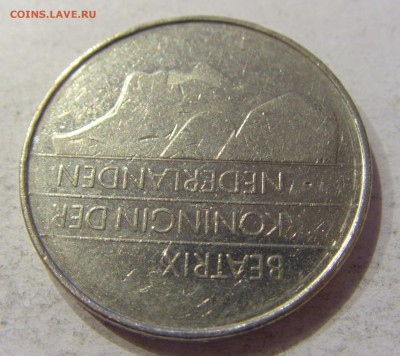 COINS.LAVE.RU
BEATRIX
KONINGIN DER
NEDERLANDEN